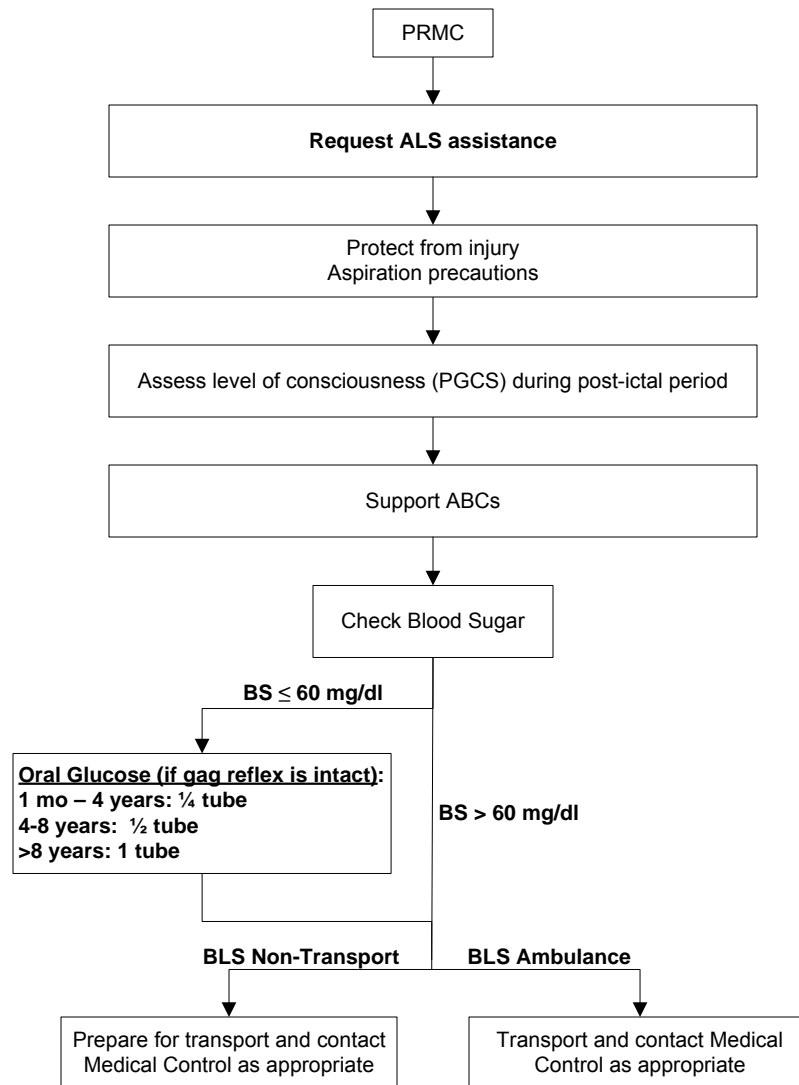 PRMC
Request ALS assistance
Protect from injury
Aspiration precautions
Assess level of consciousness (PGCS) during post-ictal period
Support ABCs
Check Blood Sugar
BS ≤ 60 mg/dl
Oral Glucose (if gag reflex is intact):
1 mo – 4 years: ¼ tube
4-8 years: ½ tube
>8 years: 1 tube
BS > 60 mg/dl
BLS Non-Transport
BLS Ambulance
Prepare for transport and contact
Medical Control as appropriate
Transport and contact Medical
Control as appropriate